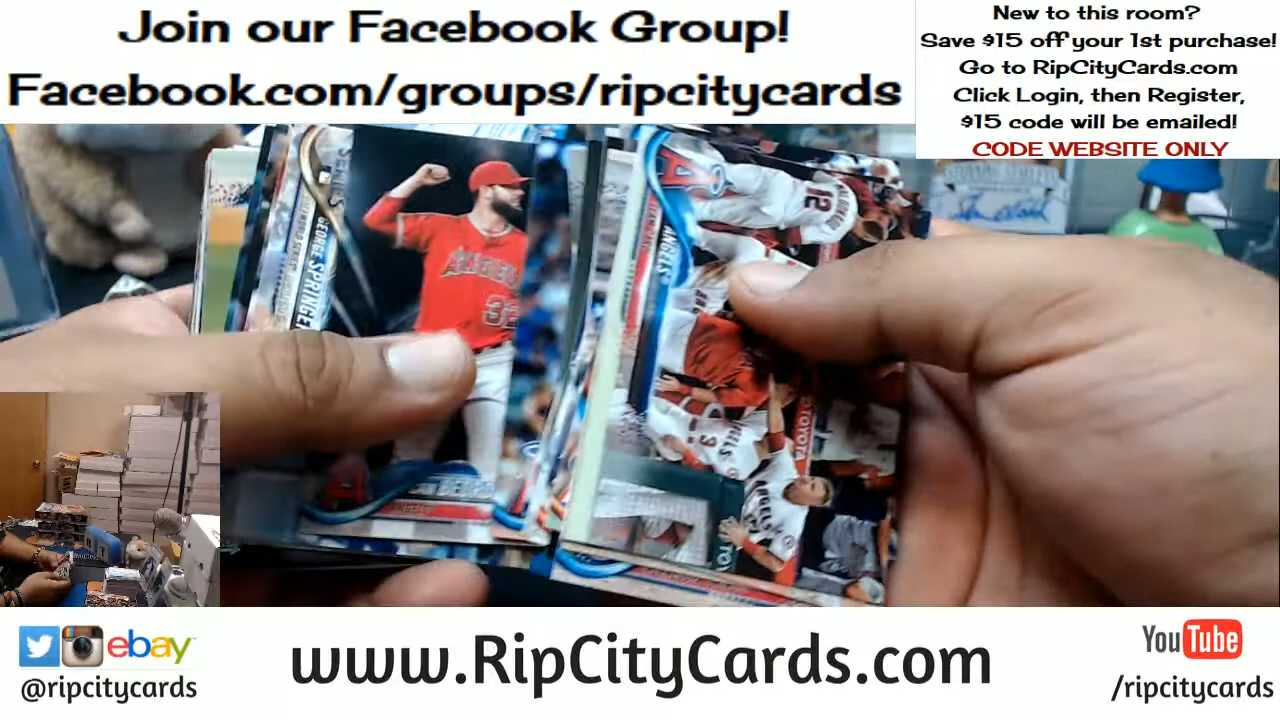 Join our Facebook Group!
Facebook.com/groups/ripcitycards
New to this room?
Save $15 off your 1st purchase!
Go to RipCityCards.com
Click Login, then Register,
$15 code will be emailed!
CODE WEBSITE ONLY
GEORGE SPRINGER
ANGELS
32
ANGELS
12
TOYOTA
ANGELS
3
ebay
@ripcitycards
www.RipCityCards.com
YouTube
/ripcitycards